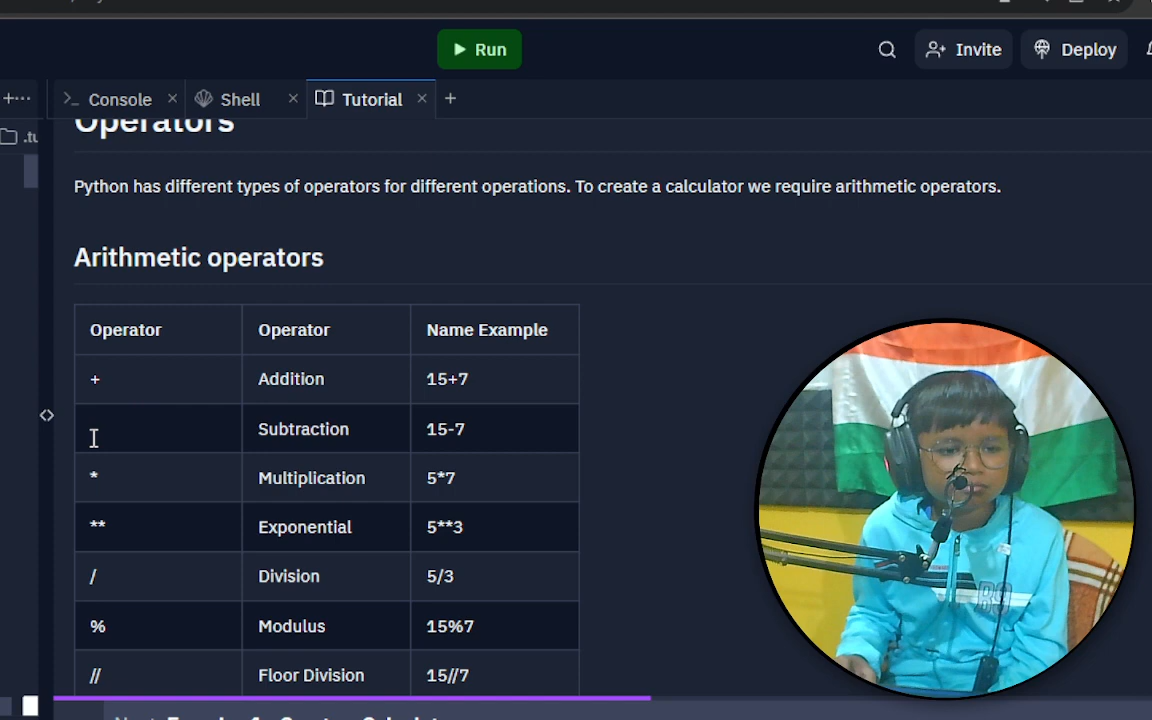 Run
Invite
Deploy
Console
Shell
Tutorial
.tu
Operators
Python has different types of operators for different operations. To create a calculator we require arithmetic operators.
Arithmetic operators
Operator Operator Name Example
+ Addition 15+7
Subtraction 15-7
* Multiplication 5*7
** Exponential 5**3
/ Division 5/3
% Modulus 15%7
// Floor Division 15//7